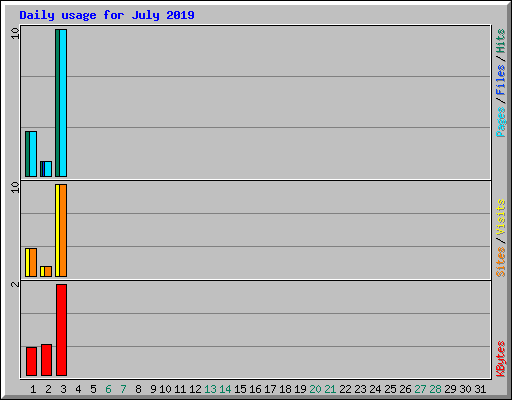 Daily usage for July 2019
10
10
2
Pages / Files / Hits
Sites / Visits
KBytes
1 2 3 4 5 6 7 8 9 10 11 12 13 14 15 16 17 18 19 20 21 22 23 24 25 26 27 28 29 30 31